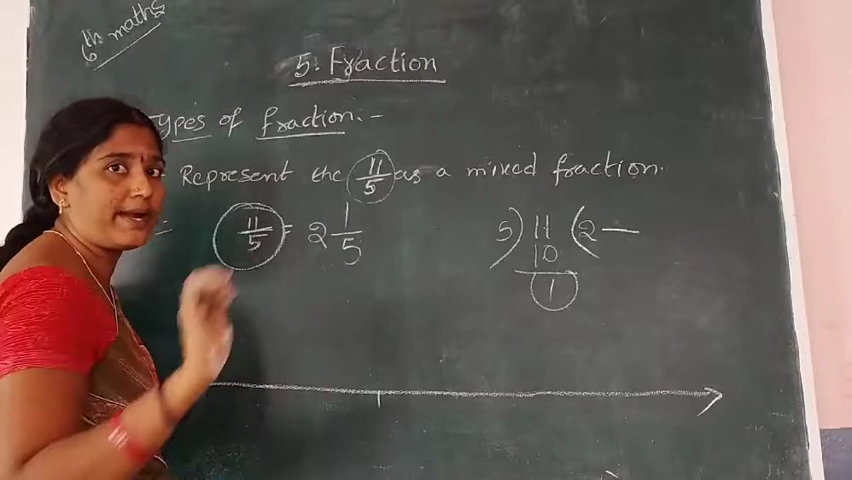 6th maths
5. Fraction
Types of fraction:-
Represent the 11/5 as a mixed fraction.
= 11/5 = 2 1/5
5) 11 (2 —
10
1